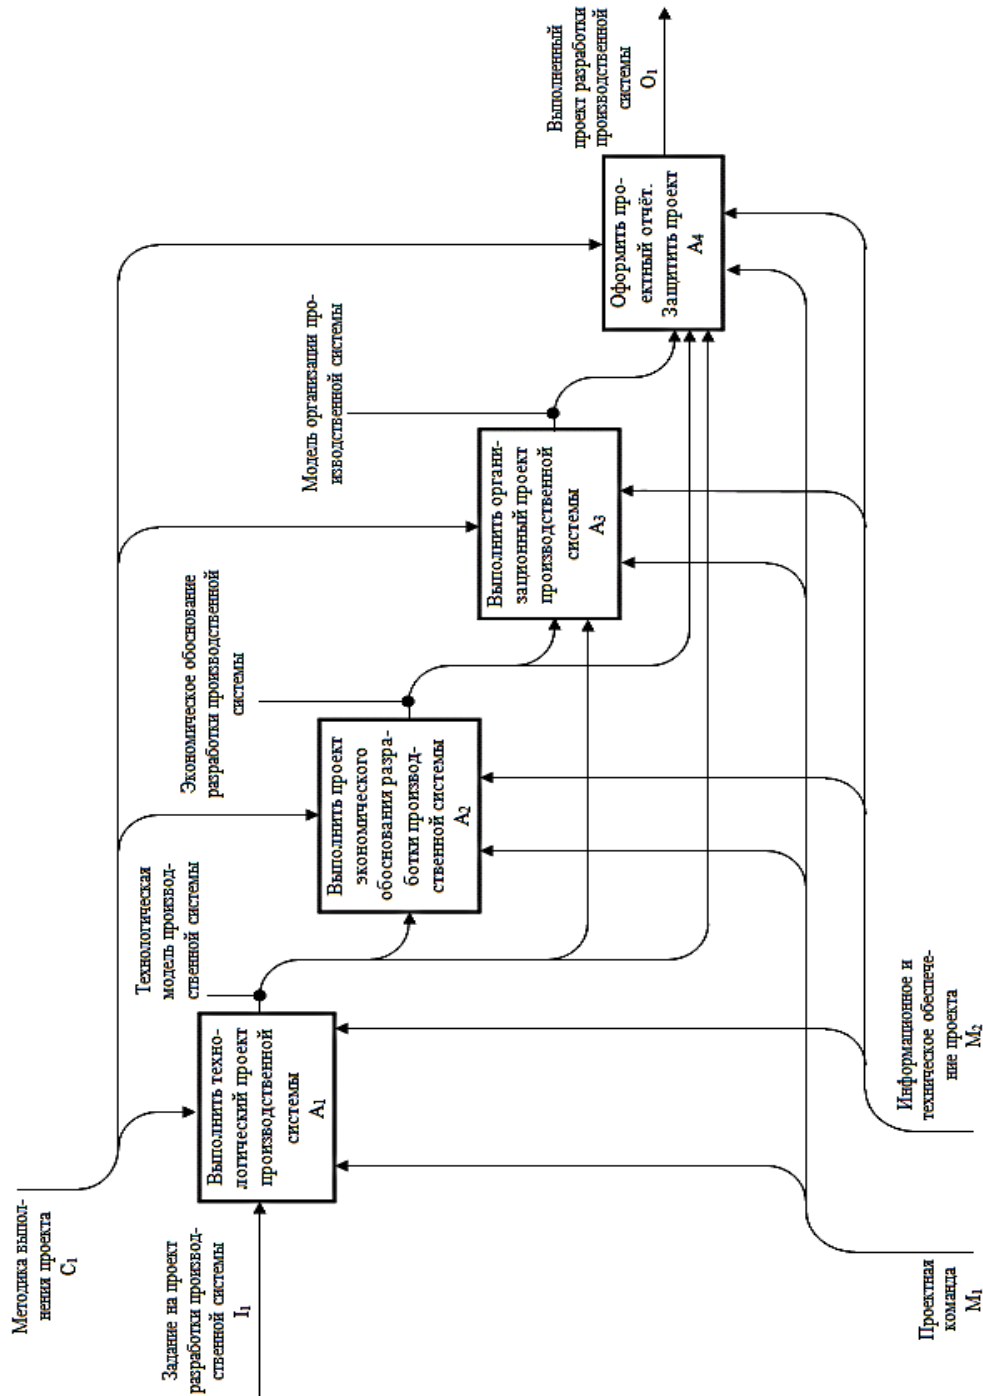 Методика выпол-
нения проекта
C1
Задание на проект
разработки производ-
ственной системы
I1
Выполнить техно-
логический проект
производственной
системы
A1
Технологическая
модель производ-
ственной системы
Выполнить проект
экономического
обоснования разра-
ботки производ-
ственной системы
A2
Экономическое обоснование
разработки производственной
системы
Выполнить органи-
зационный проект
производственной
системы
A3
Модель организации про-
изводственной системы
Оформить про-
ектный отчёт.
Защитить проект
A4
Выполненный
проект разработки
производственной
системы
O1
Проектная
команда
M1
Информационное и
техническое обеспече-
ние проекта
M2